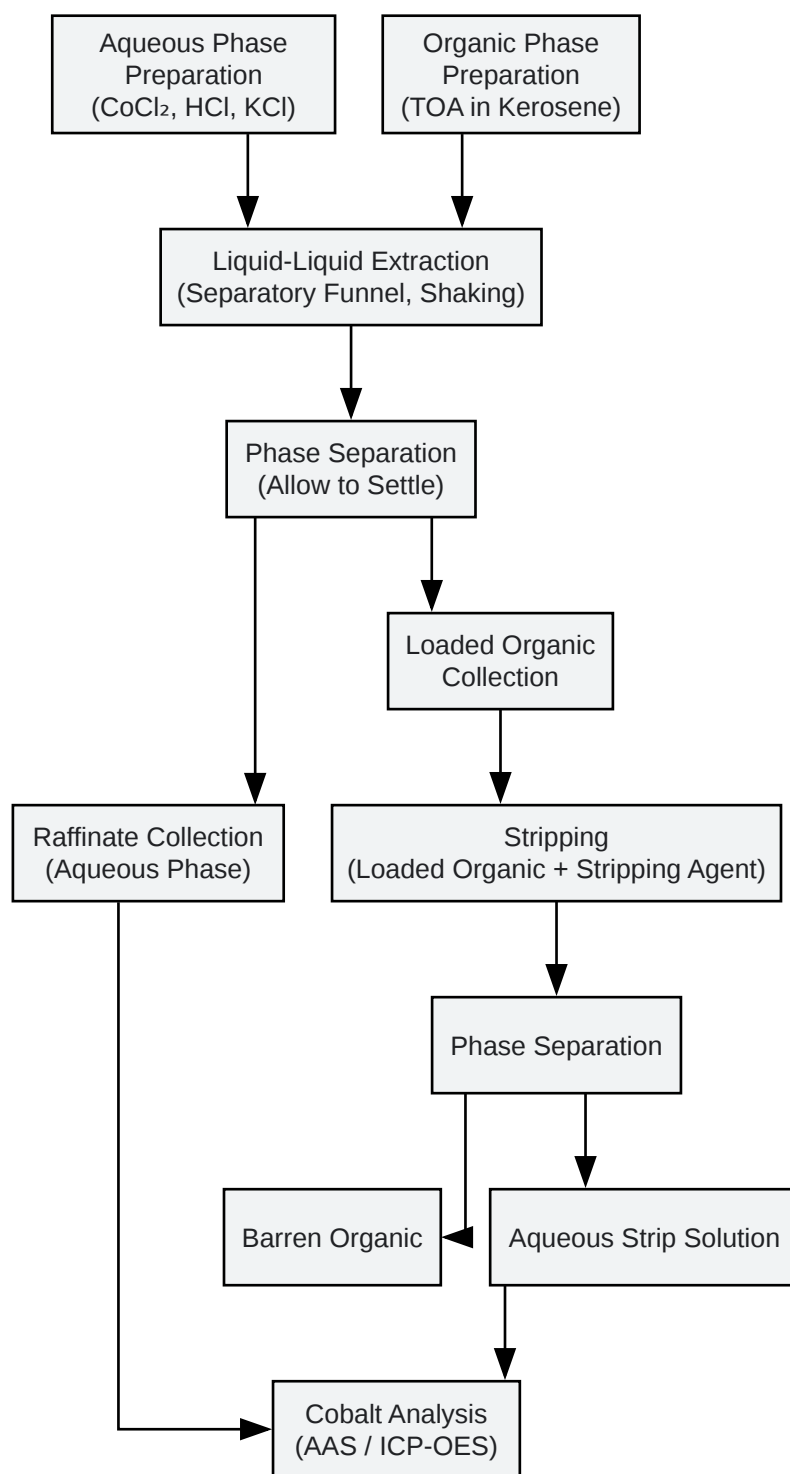 Aqueous Phase
Preparation
(CoCl₂, HCl, KCl)
Organic Phase
Preparation
(TOA in Kerosene)
Liquid-Liquid Extraction
(Separatory Funnel, Shaking)
Phase Separation
(Allow to Settle)
Loaded Organic
Collection
Raffinate Collection
(Aqueous Phase)
Stripping
(Loaded Organic + Stripping Agent)
Phase Separation
Barren Organic
Aqueous Strip Solution
Cobalt Analysis
(AAS / ICP-OES)